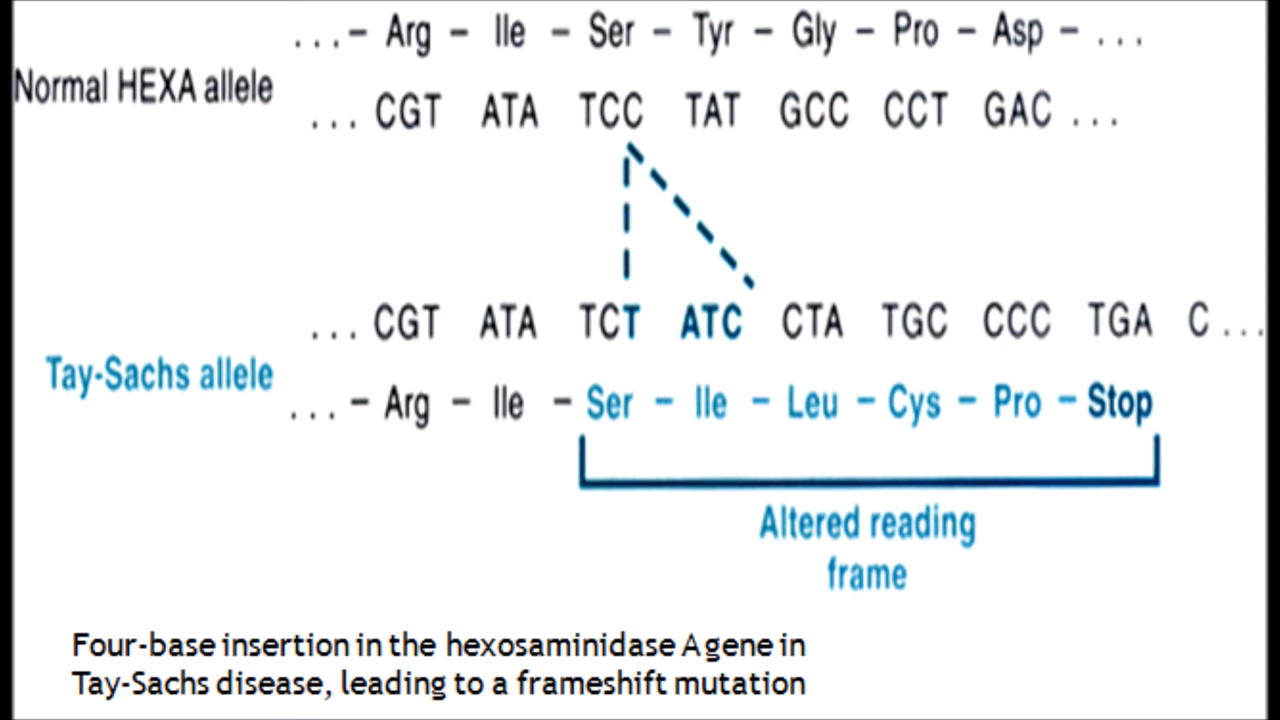 ...– Arg – Ile – Ser – Tyr – Gly – Pro – Asp – ...
Normal HEXA allele
... CGT ATA TCC TAT GCC CCT GAC ...
... CGT ATA TCT ATC CTA TGC CCC TGA C ...
Tay-Sachs allele
...– Arg – Ile – Ser – Ile – Leu – Cys – Pro – Stop
Altered reading
frame
Four-base insertion in the hexosaminidase A gene in
Tay-Sachs disease, leading to a frameshift mutation